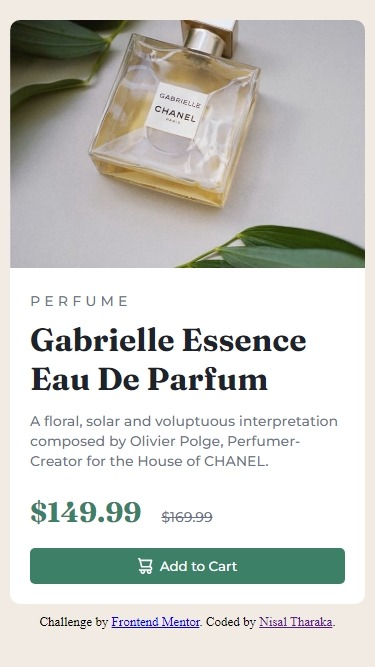 GABRIELLE
CHANEL
PARIS
PERFUME
Gabrielle Essence
Eau De Parfum
A floral, solar and voluptuous interpretation
composed by Olivier Polge, Perfumer-
Creator for the House of CHANEL.
$149.99 $169.99
Add to Cart
Challenge by Frontend Mentor. Coded by Nisal Tharaka.